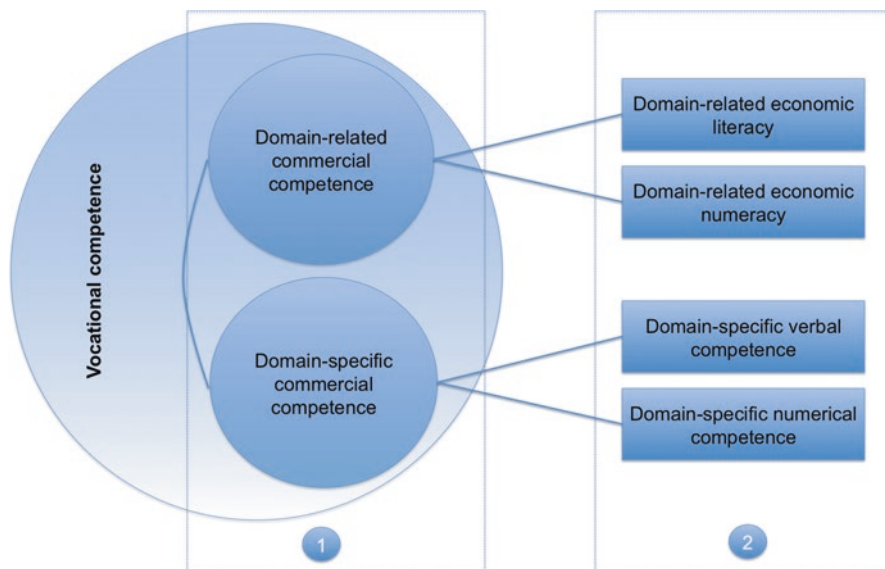 Vocational competence
Domain-related
commercial
competence
Domain-specific
commercial
competence
1
Domain-related economic
literacy
Domain-related economic
numeracy
Domain-specific verbal
competence
Domain-specific numerical
competence
2